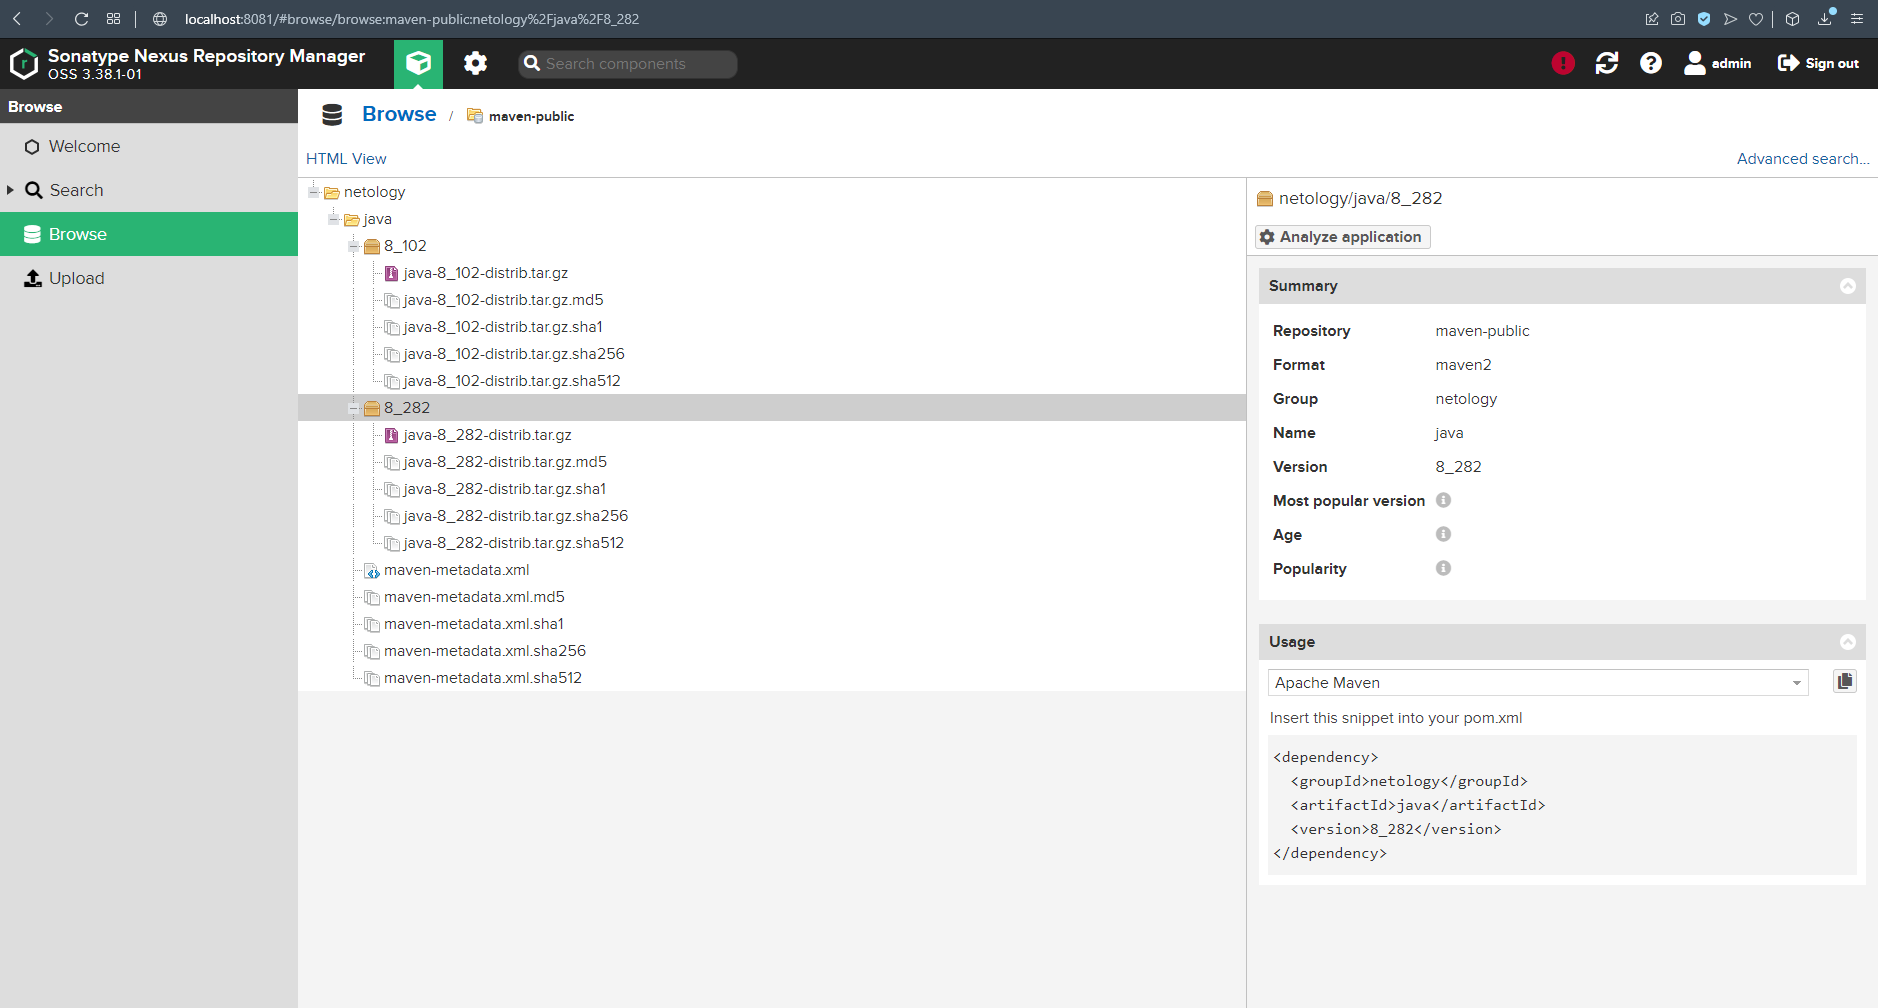 localhost:8081/#browse/browse:maven-public:netology%2Fjava%2F8_282
Sonatype Nexus Repository Manager
OSS 3.38.1-01
Search components
admin
Sign out
Browse
Welcome
Search
Browse
Upload
Browse / maven-public
HTML View
Advanced search...
netology
java
8_102
java-8_102-distrib.tar.gz
java-8_102-distrib.tar.gz.md5
java-8_102-distrib.tar.gz.sha1
java-8_102-distrib.tar.gz.sha256
java-8_102-distrib.tar.gz.sha512
8_282
java-8_282-distrib.tar.gz
java-8_282-distrib.tar.gz.md5
java-8_282-distrib.tar.gz.sha1
java-8_282-distrib.tar.gz.sha256
java-8_282-distrib.tar.gz.sha512
maven-metadata.xml
maven-metadata.xml.md5
maven-metadata.xml.sha1
maven-metadata.xml.sha256
maven-metadata.xml.sha512
netology/java/8_282
Analyze application
Summary
Repository maven-public
Format maven2
Group netology
Name java
Version 8_282
Most popular version
Age
Popularity
Usage
Apache Maven
Insert this snippet into your pom.xml
<dependency>
<groupId>netology</groupId>
<artifactId>java</artifactId>
<version>8_282</version>
</dependency>